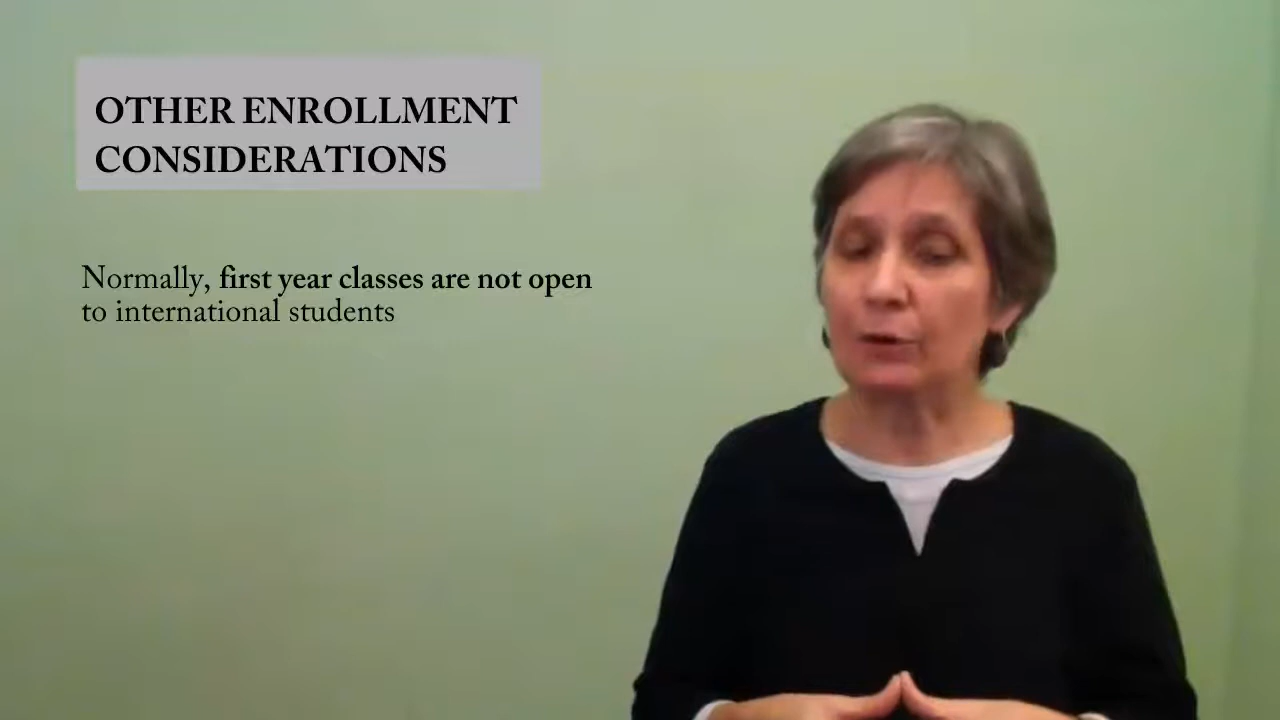 OTHER ENROLLMENT
CONSIDERATIONS
Normally, first year classes are not open
to international students